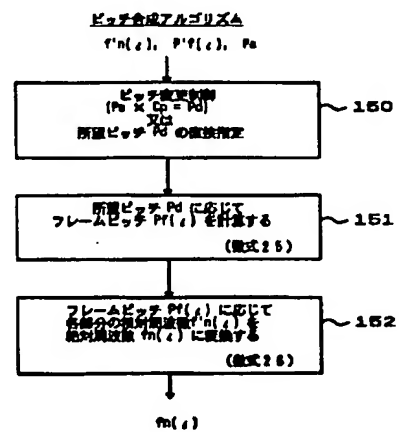 ピッチ合成アルゴリズム
f'n(ℓ), P'f(ℓ), Pa
ピッチ変更制御
(Pa × Cp = Pd)
又は
所望ピッチ Pd の直接指定
150
所望ピッチ Pd に応じて
フレームピッチ Pf(ℓ) を計算する
(数式25)
151
フレームピッチ Pf(ℓ) に応じて
各部分の相対周波数f'n(ℓ) を
絶対周波数 fn(ℓ) に変換する
(数式26)
152
fn(ℓ)